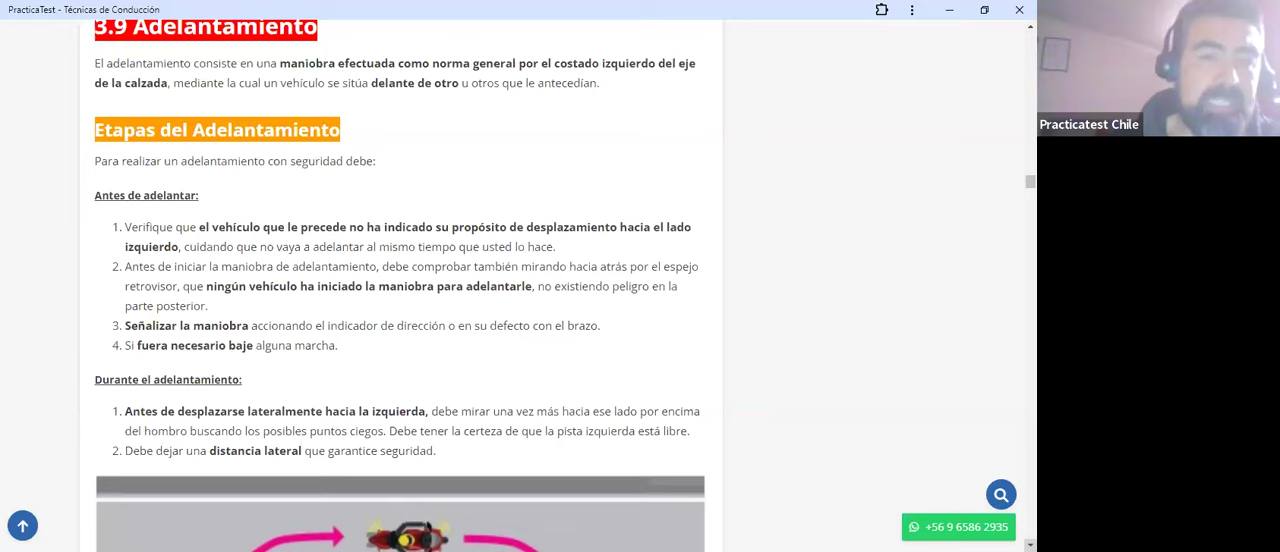 PracticaTest - Técnicas de Conducción
3.9 Adelantamiento
El adelantamiento consiste en una maniobra efectuada como norma general por el costado izquierdo del eje
de la calzada, mediante la cual un vehículo se sitúa delante de otro u otros que le antecedían.
Practicatest Chile
Etapas del Adelantamiento
Para realizar un adelantamiento con seguridad debe:
Antes de adelantar:
1. Verifique que el vehículo que le precede no ha indicado su propósito de desplazamiento hacia el lado
izquierdo, cuidando que no vaya a adelantar al mismo tiempo que usted lo hace.
2. Antes de iniciar la maniobra de adelantamiento, debe comprobar también mirando hacia atrás por el espejo
retrovisor, que ningún vehículo ha iniciado la maniobra para adelantarle, no existiendo peligro en la
parte posterior.
3. Señalizar la maniobra accionando el indicador de dirección o en su defecto con el brazo.
4. Si fuera necesario baje alguna marcha.
Durante el adelantamiento:
1. Antes de desplazarse lateralmente hacia la izquierda, debe mirar una vez más hacia ese lado por encima
del hombro buscando los posibles puntos ciegos. Debe tener la certeza de que la pista izquierda está libre.
2. Debe dejar una distancia lateral que garantice seguridad.
+56 9 6586 2935